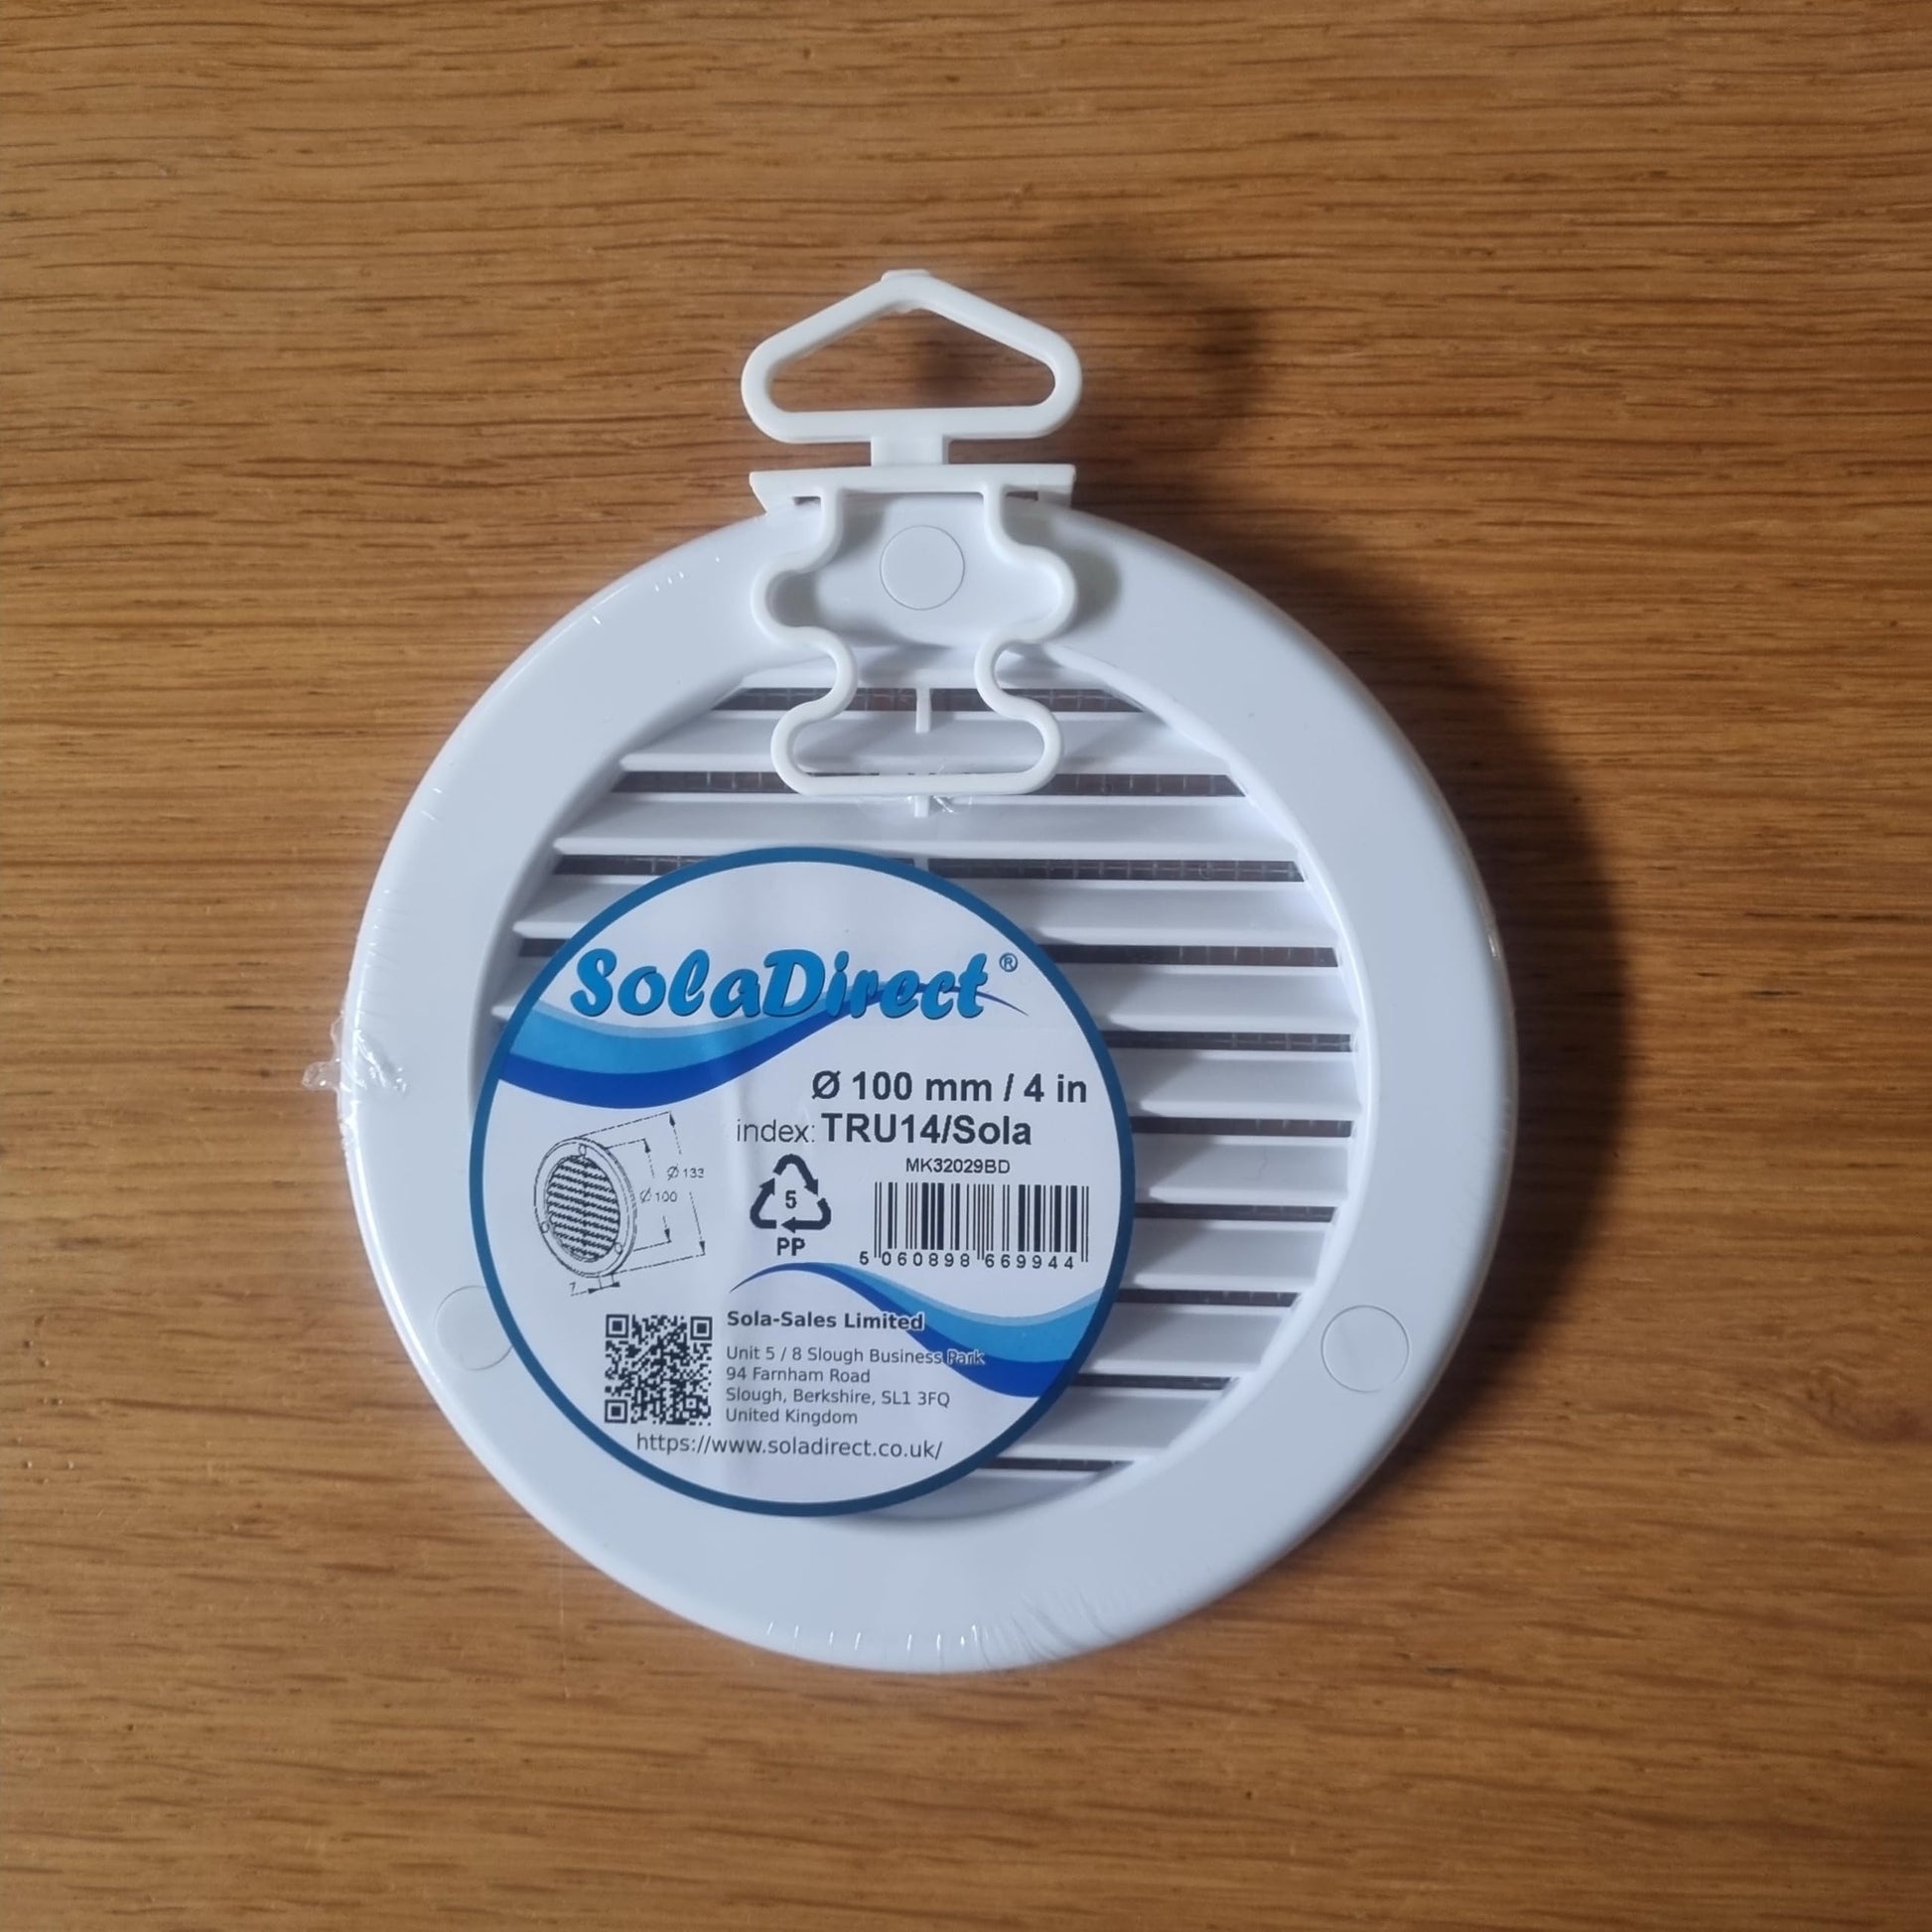 SolaDirect®
Ø 100 mm / 4 in
index: TRU14/Sola
MK32029BD
Ø 133
Ø 100
7
5
PP
5 060898 669944
Sola-Sales Limited
Unit 5 / 8 Slough Business Park
94 Farnham Road
Slough, Berkshire, SL1 3FQ
United Kingdom
https://www.soladirect.co.uk/